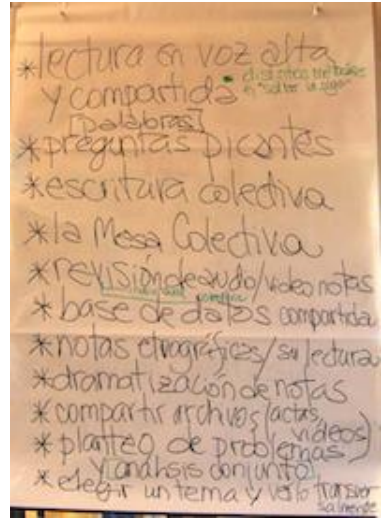 *lectura en voz alta
y compartida
[palabras]
*preguntas picantes
*escritura colectiva
*la Mesa Colectiva
*revisión de audio/video notas
*base de datos compartida
*notas etnográficas/su lectura
*dramatización de notas
*compartir archivos (actas,
videos)
*planteo de problemas
y análisis conjunto
*elegir un tema y verlo transver
salmente